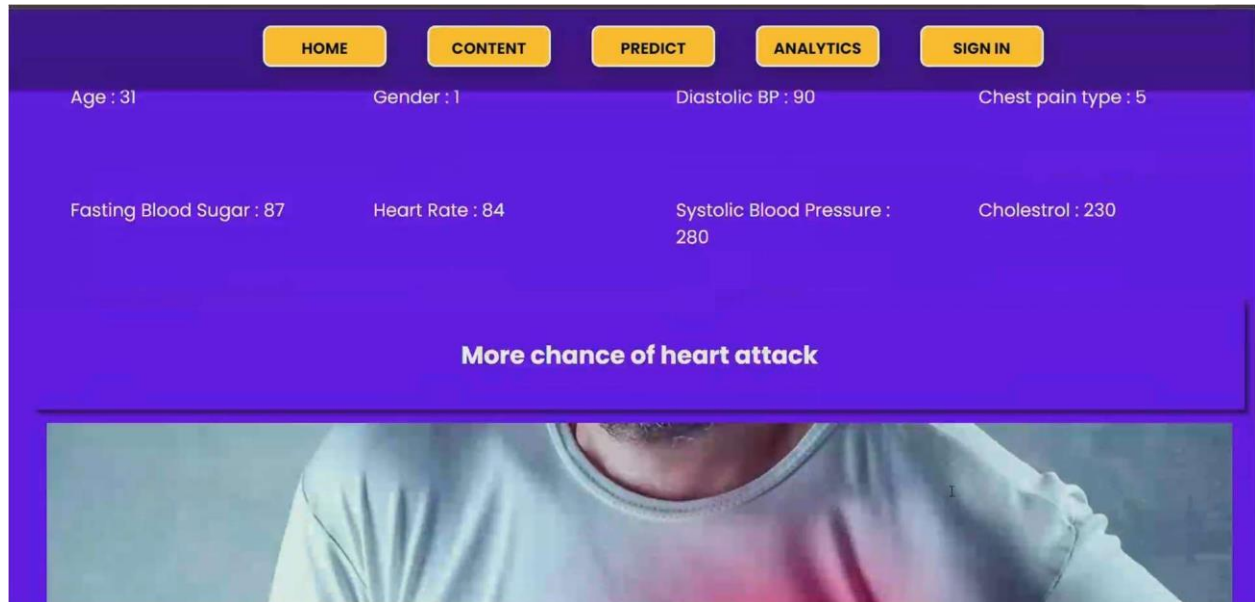 HOME CONTENT PREDICT ANALYTICS SIGN IN
Age : 31 Gender : 1 Diastolic BP : 90 Chest pain type : 5
Fasting Blood Sugar : 87 Heart Rate : 84 Systolic Blood Pressure : Cholestrol : 230
280
More chance of heart attack